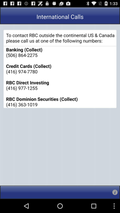 1:33
International Calls
To contact RBC outside the continental US & Canada
please call us at one of the following numbers:
Banking (Collect)
(506) 864-2275
Credit Cards (Collect)
(416) 974-7780
RBC Direct Investing
(416) 977-1255
RBC Dominion Securities (Collect)
(416) 363-1019